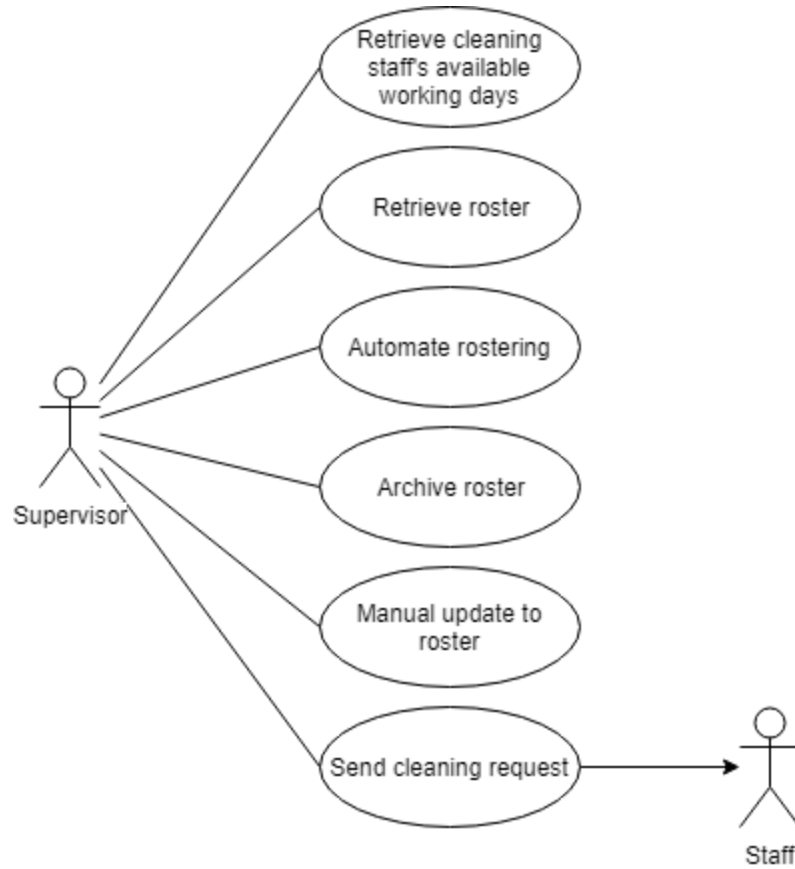 Retrieve cleaning
staff's available
working days
Retrieve roster
Automate rostering
Archive roster
Supervisor
Manual update to
roster
Send cleaning request
Staff